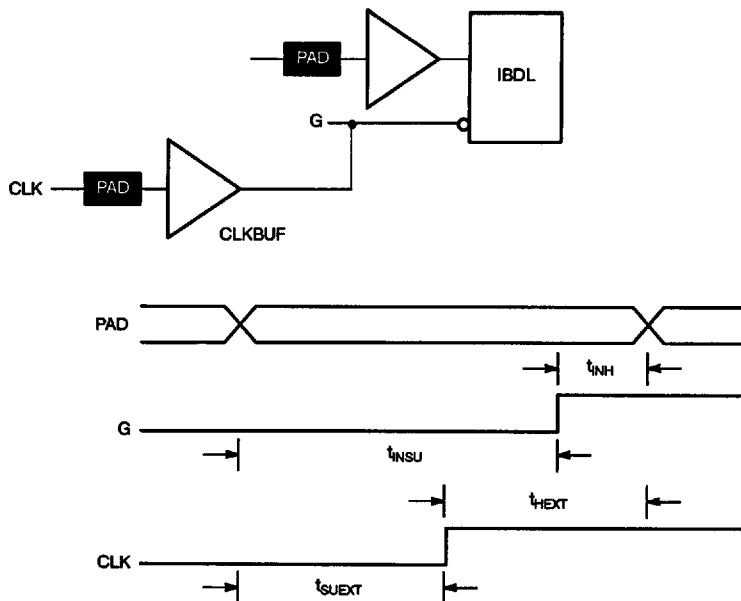 PAD
IBDL
G
CLK
PAD
CLKBUF
PAD
tINH
G
tINSU
tHEXT
CLK
tSUEXT